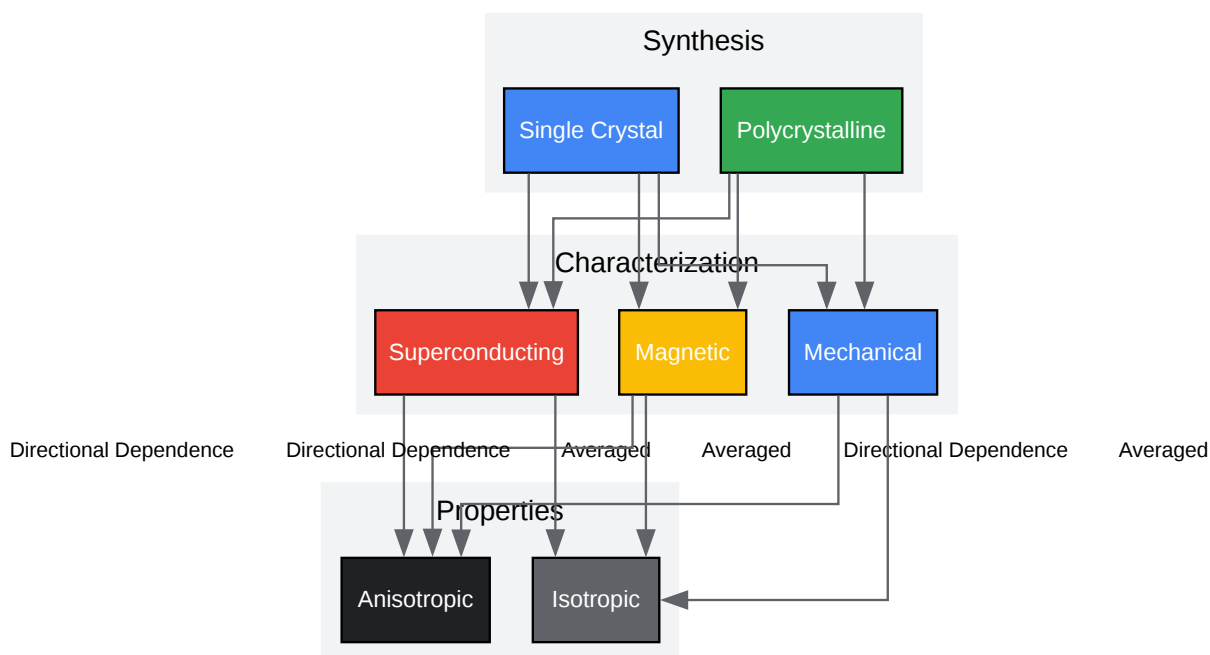 Synthesis
Single Crystal
Polycrystalline
Characterization
Superconducting
Magnetic
Mechanical
Directional Dependence
Directional Dependence
Averaged
Averaged
Directional Dependence
Averaged
Properties
Anisotropic
Isotropic